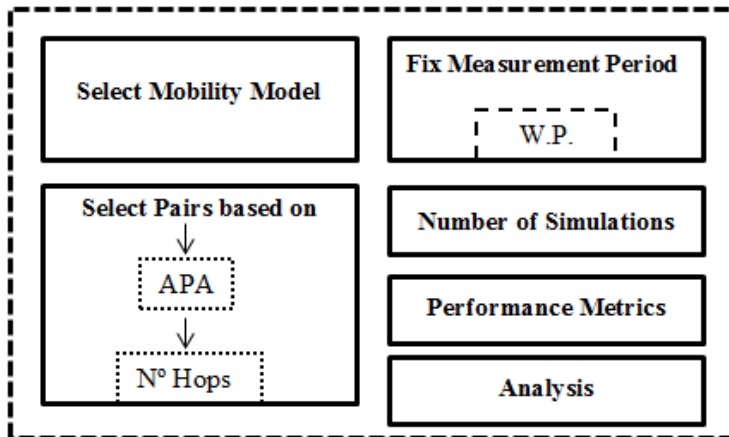 Select Mobility Model
Fix Measurement Period
W.P.
Select Pairs based on
APA
Nº Hops
Number of Simulations
Performance Metrics
Analysis